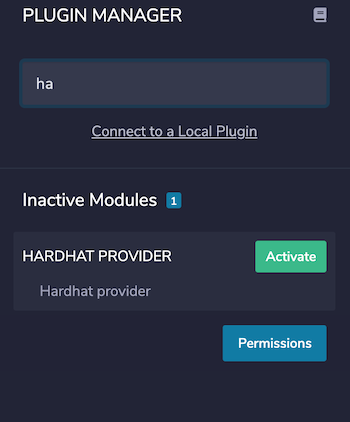 PLUGIN MANAGER
ha
Connect to a Local Plugin
Inactive Modules 1
HARDHAT PROVIDER Activate
Hardhat provider
Permissions